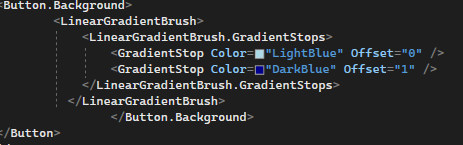 <Button.Background>
<LinearGradientBrush>
<LinearGradientBrush.GradientStops>
<GradientStop Color="LightBlue" Offset="0" />
<GradientStop Color="DarkBlue" Offset="1" />
</LinearGradientBrush.GradientStops>
</LinearGradientBrush>
</Button.Background>
</Button>